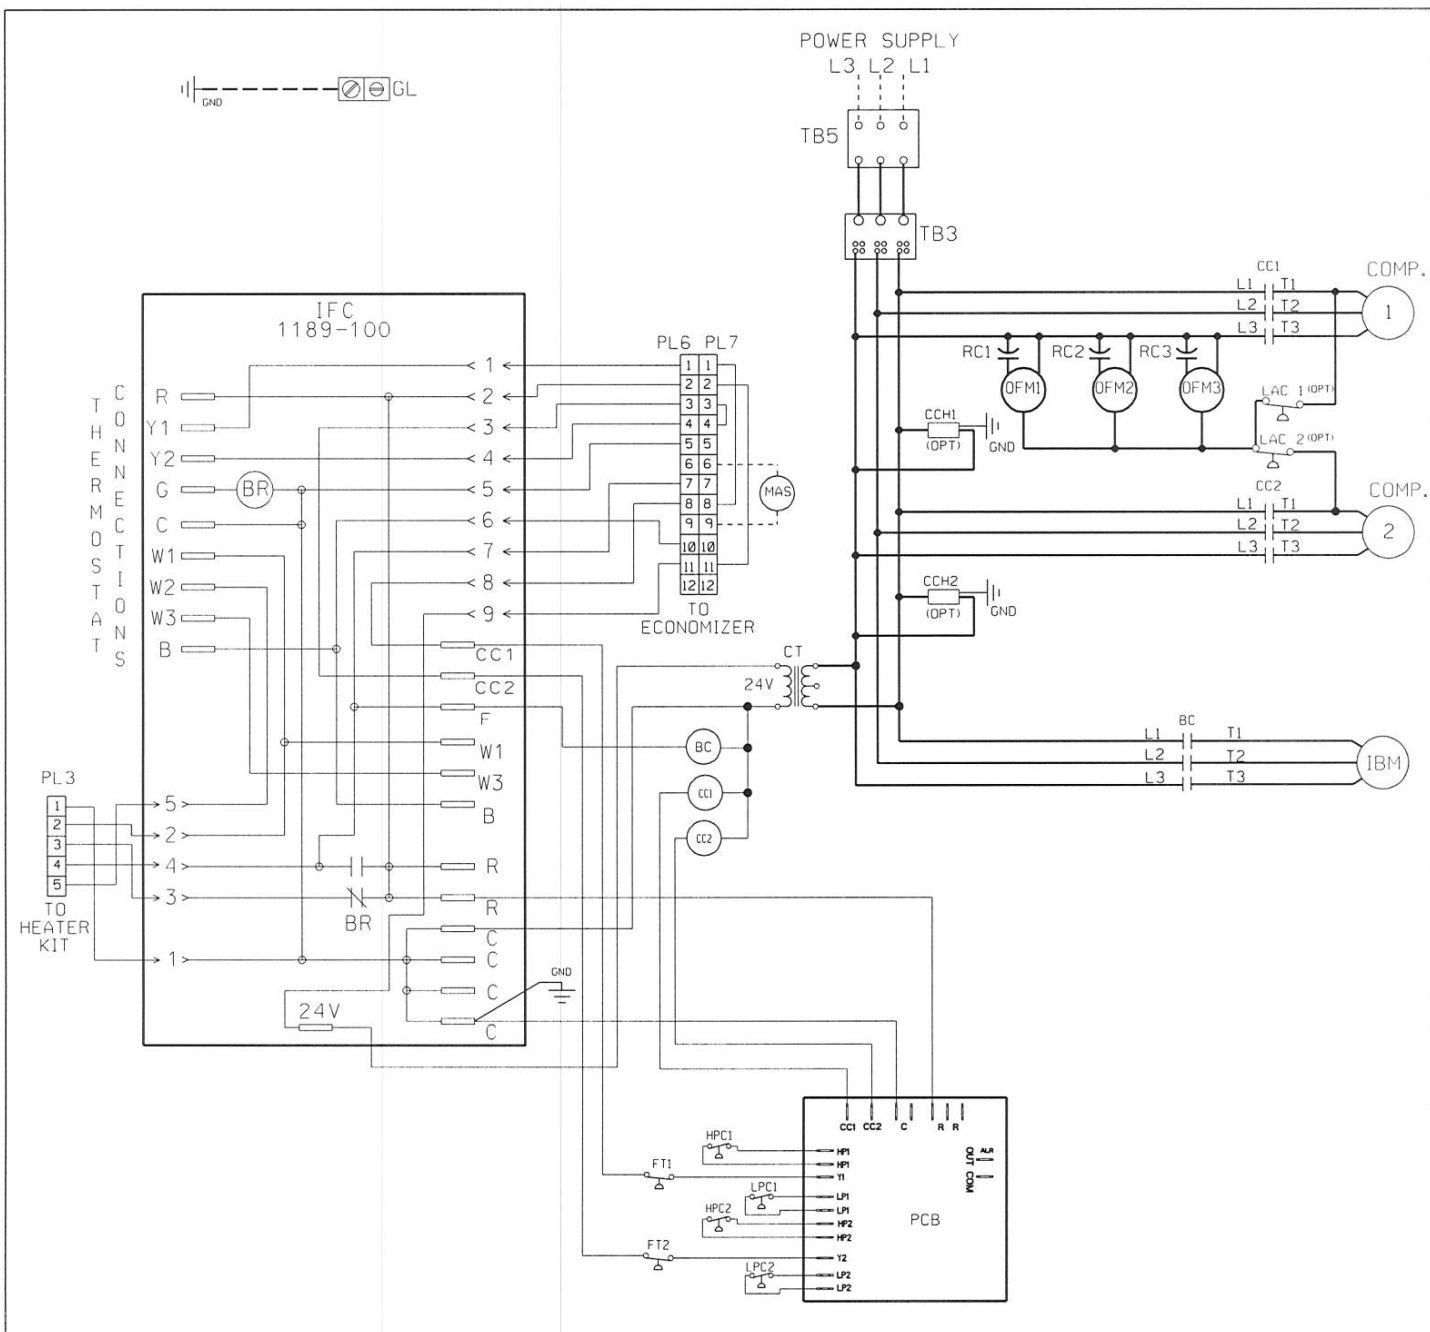 POWER SUPPLY
L3 L2 L1
GND
GL
TB5
TB3
CC1
COMP.
L1 T1
L2 T2
L3 T3
1
RC1
RC2
RC3
OFM1
OFM2
OFM3
LAC 1 (OPT)
LAC 2 (OPT)
CCH1
(OPT)
GND
CC2
COMP.
L1 T1
L2 T2
L3 T3
2
CCH2
(OPT)
GND
CT
24V
BC
L1 T1
L2 T2
L3 T3
IBM
IFC
1189-100
THERMOSTAT
CONNECTIONS
R
Y1
Y2
G
BR
C
W1
W2
W3
B
1
2
3
4
5
6
7
8
9
CC1
CC2
F
W1
W3
B
R
R
C
C
C
C
GND
5
2
4
3
1
BR
24V
PL3
1
2
3
4
5
TO
HEATER
KIT
PL6 PL7
1 1
2 2
3 3
4 4
5 5
6 6
7 7
8 8
9 9
10 10
11 11
12 12
TO
ECONOMIZER
MAS
BC
CC1
CC2
CC1 CC2 C R R
HPC1
HP1
HP1
FT1
Y1
LPC1
LP1
LP1
HPC2
HP2
HP2
FT2
Y2
LPC2
LP2
LP2
ALR
OUT COM
PCB